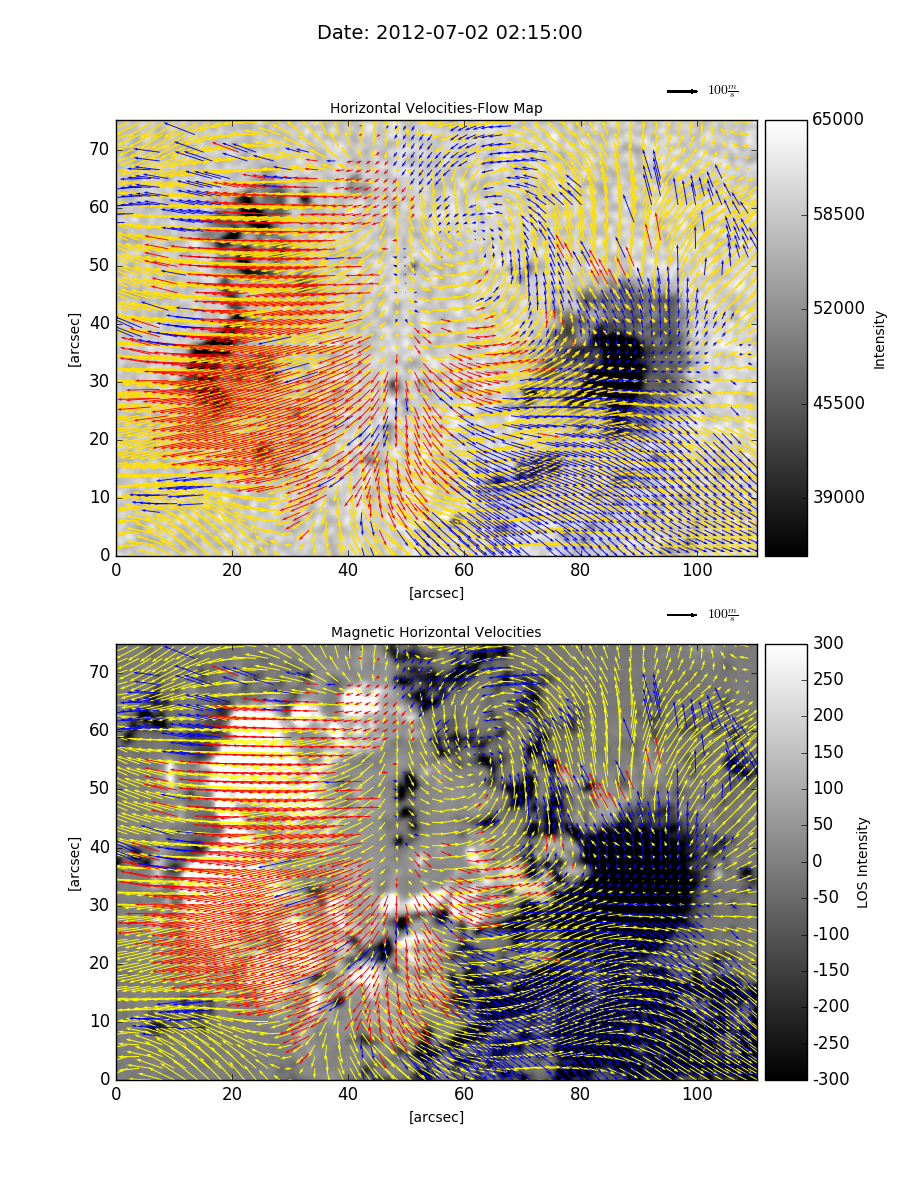 Date: 2012-07-02 02:15:00
100 m/s
Horizontal Velocities-Flow Map
70
60
50
40
30
20
10
0
[arcsec]
0 20 40 60 80 100
[arcsec]
65000
58500
52000
45500
39000
Intensity
100 m/s
Magnetic Horizontal Velocities
70
60
50
40
30
20
10
0
[arcsec]
0 20 40 60 80 100
[arcsec]
300
250
200
150
100
50
0
-50
-100
-150
-200
-250
-300
LOS Intensity